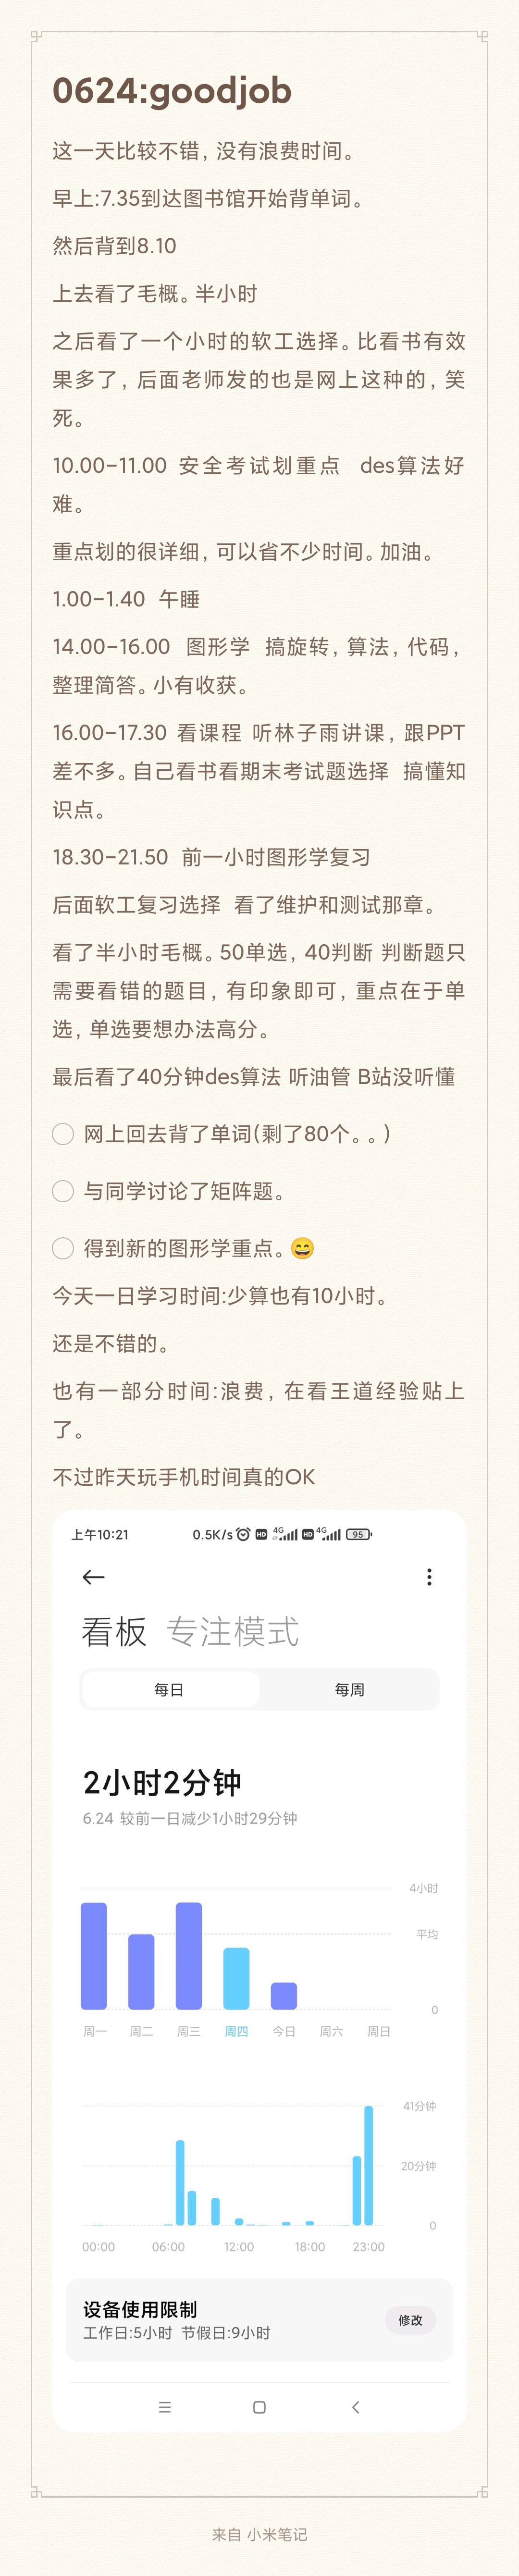 0624:goodjob
这一天比较不错，没有浪费时间。
早上:7.35到达图书馆开始背单词。
然后背到8.10
上去看了毛概。半小时
之后看了一个小时的软工选择。比看书有效
果多了，后面老师发的也是网上这种的，笑
死。
10.00-11.00 安全考试划重点 des算法好
难。
重点划的很详细，可以省不少时间。加油。
1.00-1.40 午睡
14.00-16.00 图形学 搞旋转，算法，代码，
整理简答。小有收获。
16.00-17.30 看课程 听林子雨讲课，跟PPT
差不多。自己看书看期末考试题选择 搞懂知
识点。
18.30-21.50 前一小时图形学复习
后面软工复习选择 看了维护和测试那章。
看了半小时毛概。50单选，40判断 判断题只
需要看错的题目，有印象即可，重点在于单
选，单选要想办法高分。
最后看了40分钟des算法 听油管 B站没听懂
网上回去背了单词(剩了80个。。)
与同学讨论了矩阵题。
得到新的图形学重点。😄
今天一日学习时间:少算也有10小时。
还是不错的。
也有一部分时间:浪费，在看王道经验贴上
了。
不过昨天玩手机时间真的OK
上午10:21 0.5K/s HD 4G HD 4G 95
看板 专注模式
每日 每周
2小时2分钟
6.24 较前一日减少1小时29分钟
4小时
平均
0
周一 周二 周三 周四 今日 周六 周日
41分钟
20分钟
0
00:00 06:00 12:00 18:00 23:00
设备使用限制
工作日:5小时 节假日:9小时
修改
来自 小米笔记